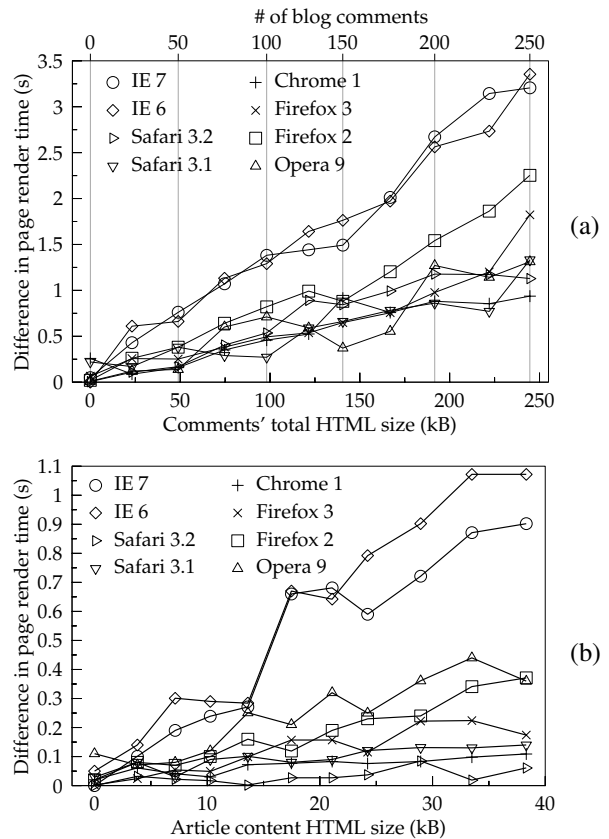 # of blog comments
0 50 100 150 200 250
3.5
3
2.5
2
1.5
1
0.5
0
Difference in page render time (s)
IE 7
IE 6
Safari 3.2
Safari 3.1
Chrome 1
Firefox 3
Firefox 2
Opera 9
(a)
0 50 100 150 200 250
Comments' total HTML size (kB)
1.1
1
0.9
0.8
0.7
0.6
0.5
0.4
0.3
0.2
0.1
0
Difference in page render time (s)
IE 7
IE 6
Safari 3.2
Safari 3.1
Chrome 1
Firefox 3
Firefox 2
Opera 9
(b)
0 10 20 30 40
Article content HTML size (kB)